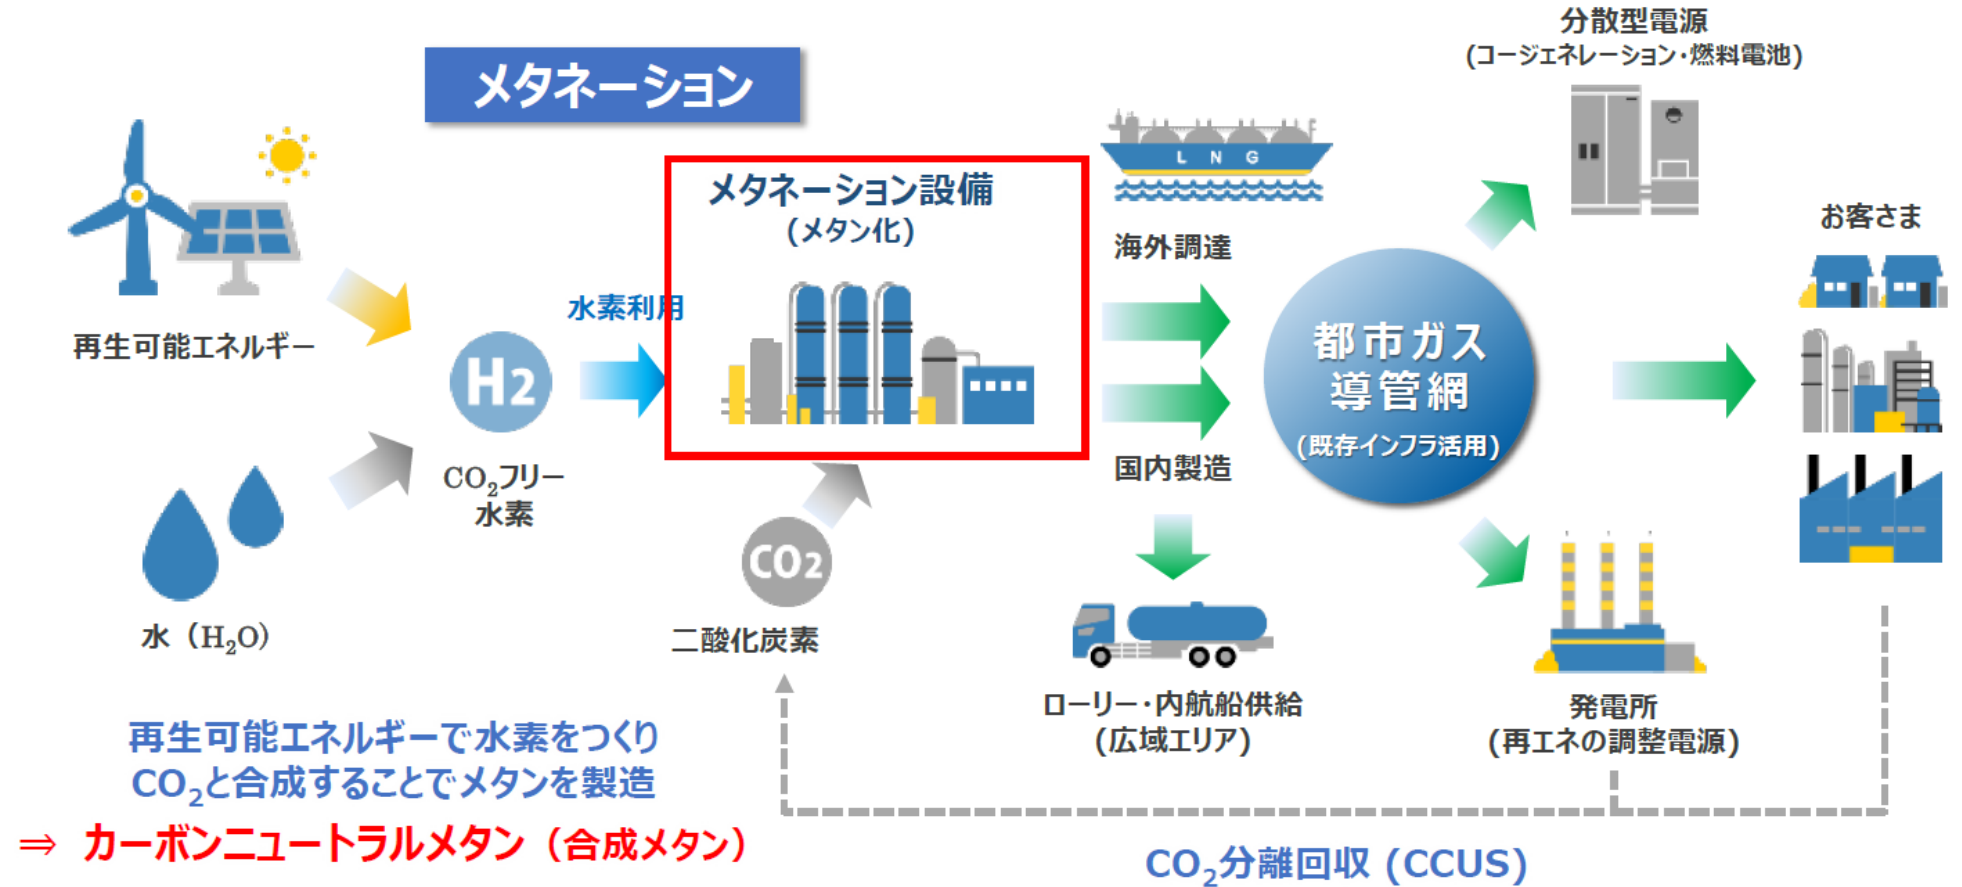 メタネーション
再生可能エネルギー
水（H₂O）
H2
CO₂フリー
水素
水素利用
メタネーション設備
(メタン化)
CO2
二酸化炭素
L N G
海外調達
国内製造
ローリー・内航船供給
(広域エリア)
都市ガス
導管網
(既存インフラ活用)
分散型電源
(コージェネレーション・燃料電池)
お客さま
発電所
(再エネの調整電源)
再生可能エネルギーで水素をつくり
CO₂と合成することでメタンを製造
⇒ カーボンニュートラルメタン（合成メタン）
CO₂分離回収 (CCUS)